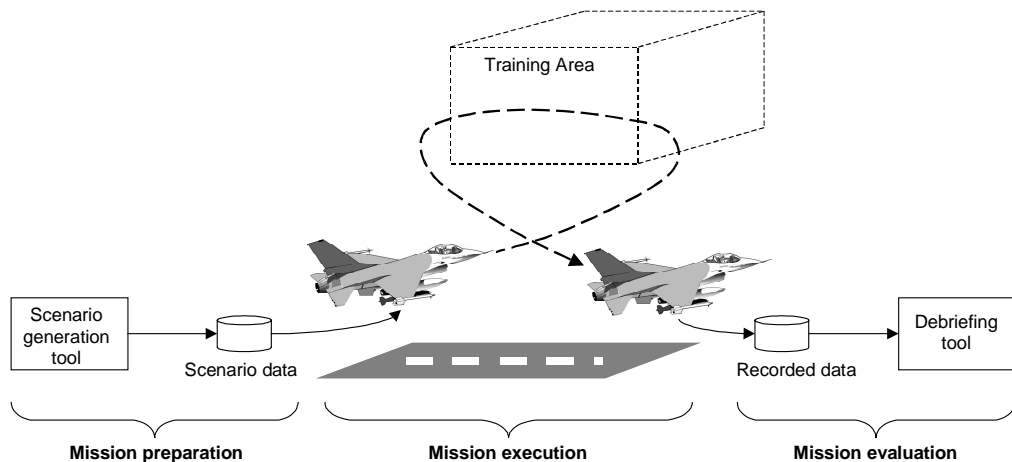 Training Area
Scenario
generation
tool
Scenario data
Recorded data
Debriefing
tool
Mission preparation
Mission execution
Mission evaluation